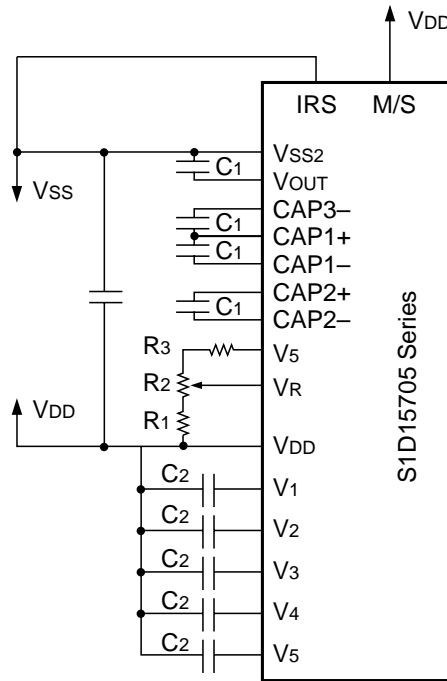 VDD
IRS M/S
VSS2
C1
VSS
VOUT
CAP3–
C1
CAP1+
C1
CAP1–
CAP2+
C1
CAP2–
R3
V5
R2
VR
VDD
R1
VDD
C2
V1
C2
V2
C2
V3
C2
V4
C2
V5
S1D15705 Series